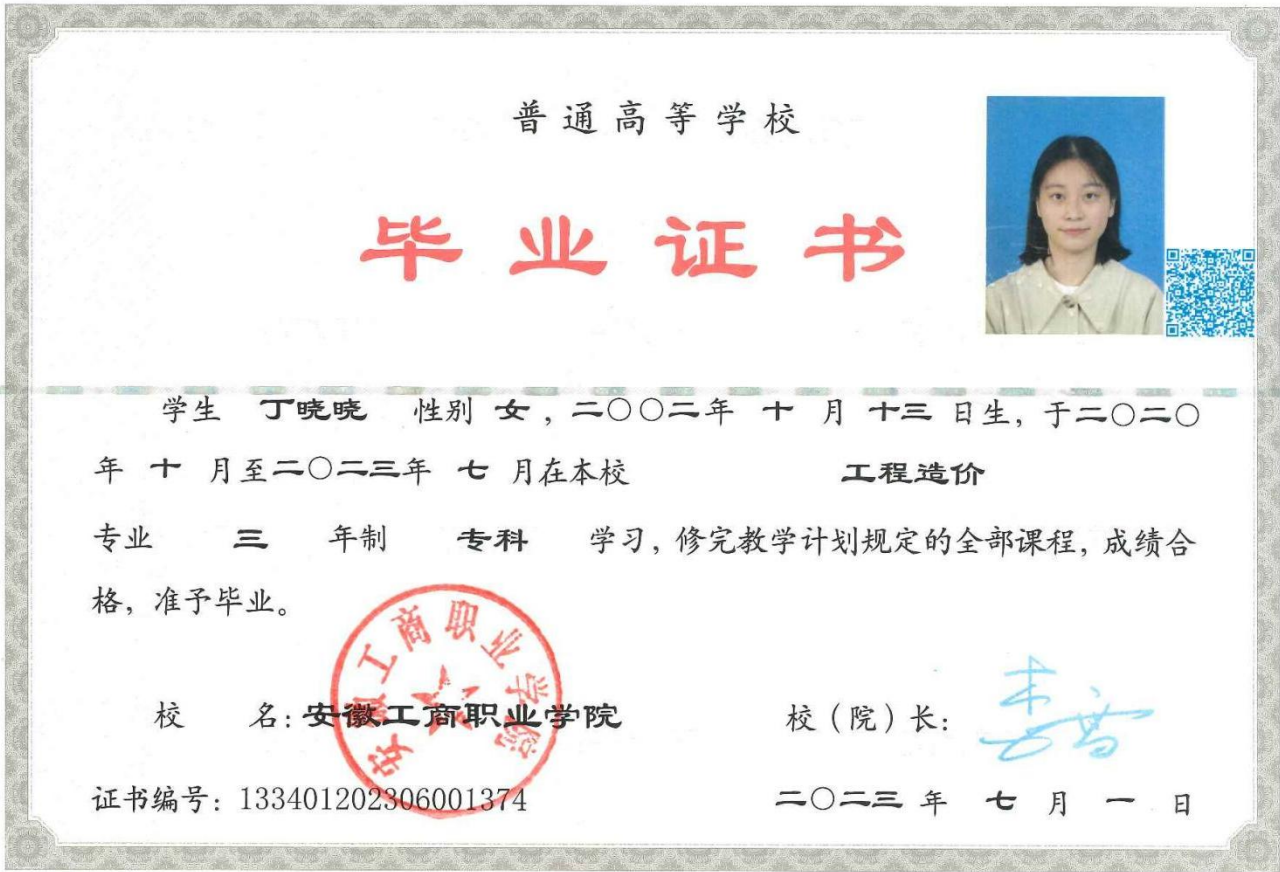 普通高等学校
毕业证书
学生 丁晓晓 性别 女，二〇〇二年 十 月 十三 日生，于二〇二〇
年 十 月至二〇二三年 七 月在本校 工程造价
专业 三 年制 专科 学习，修完教学计划规定的全部课程，成绩合
格，准予毕业。
安徽工商职业学院
校 名：安徽工商职业学院 校（院）长：
证书编号：133401202306001374 二〇二三 年 七 月 一 日